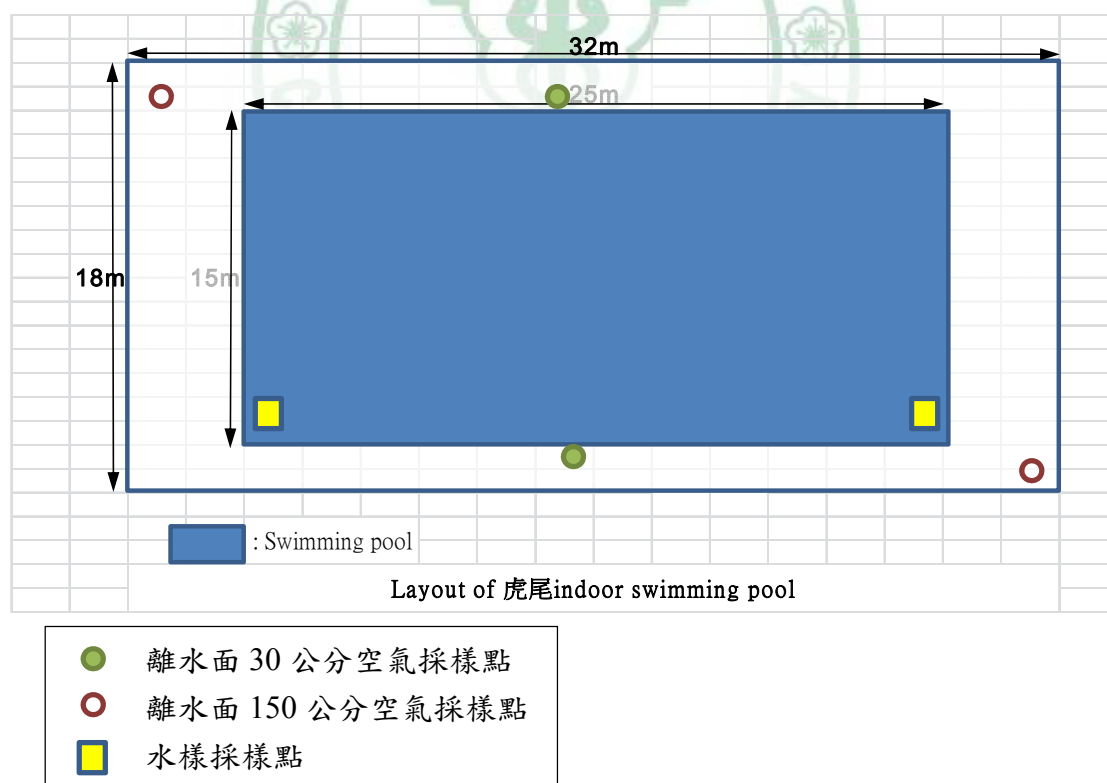 32m
25m
18m
15m
: Swimming pool
Layout of 虎尾indoor swimming pool
離水面 30 公分空氣採樣點
離水面 150 公分空氣採樣點
水樣採樣點